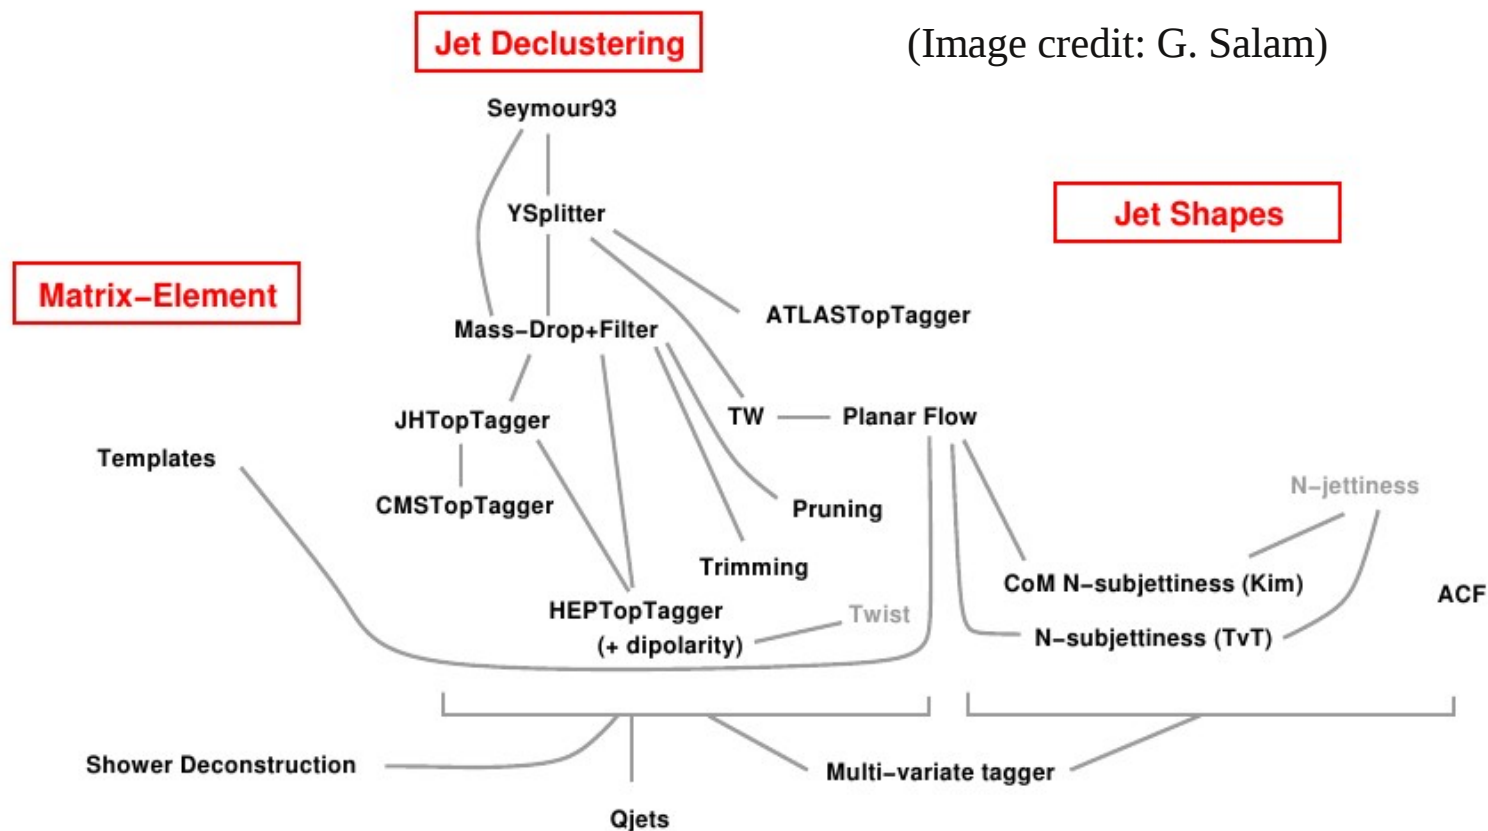 Jet Declustering
(Image credit: G. Salam)
Seymour93
Jet Shapes
YSplitter
Matrix−Element
ATLASTopTagger
Mass−Drop+Filter
JHTopTagger
TW
Planar Flow
Templates
N−jettiness
CMSTopTagger
Pruning
Trimming
CoM N−subjettiness (Kim)
ACF
HEPTopTagger
(+ dipolarity)
Twist
N−subjettiness (TvT)
Shower Deconstruction
Multi−variate tagger
Qjets